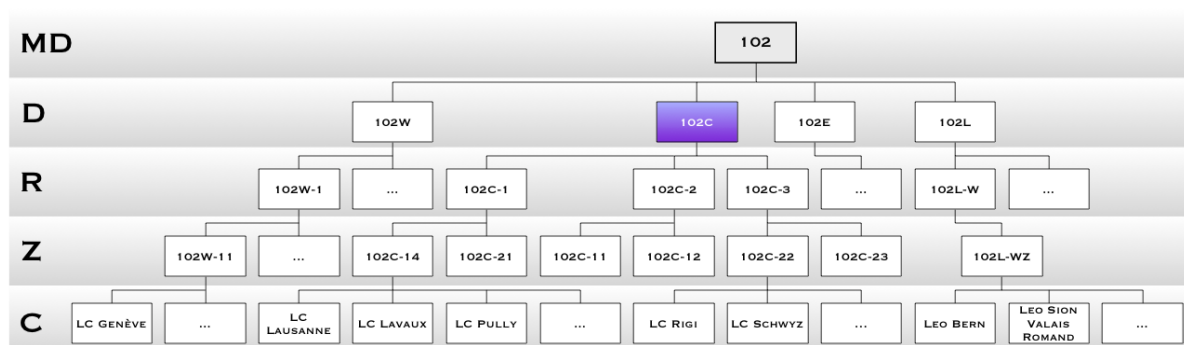 MD
102
D
102W
102C
102E
102L
R
102W-1
...
102C-1
102C-2
102C-3
...
102L-W
...
Z
102W-11
...
102C-14
102C-21
102C-11
102C-12
102C-22
102C-23
102L-WZ
C
LC GENÈVE
...
LC
LAUSANNE
LC LAVAUX
LC PULLY
...
LC RIGI
LC SCHWYZ
...
LEO BERN
LEO SION
VALAIS
ROMAND
...